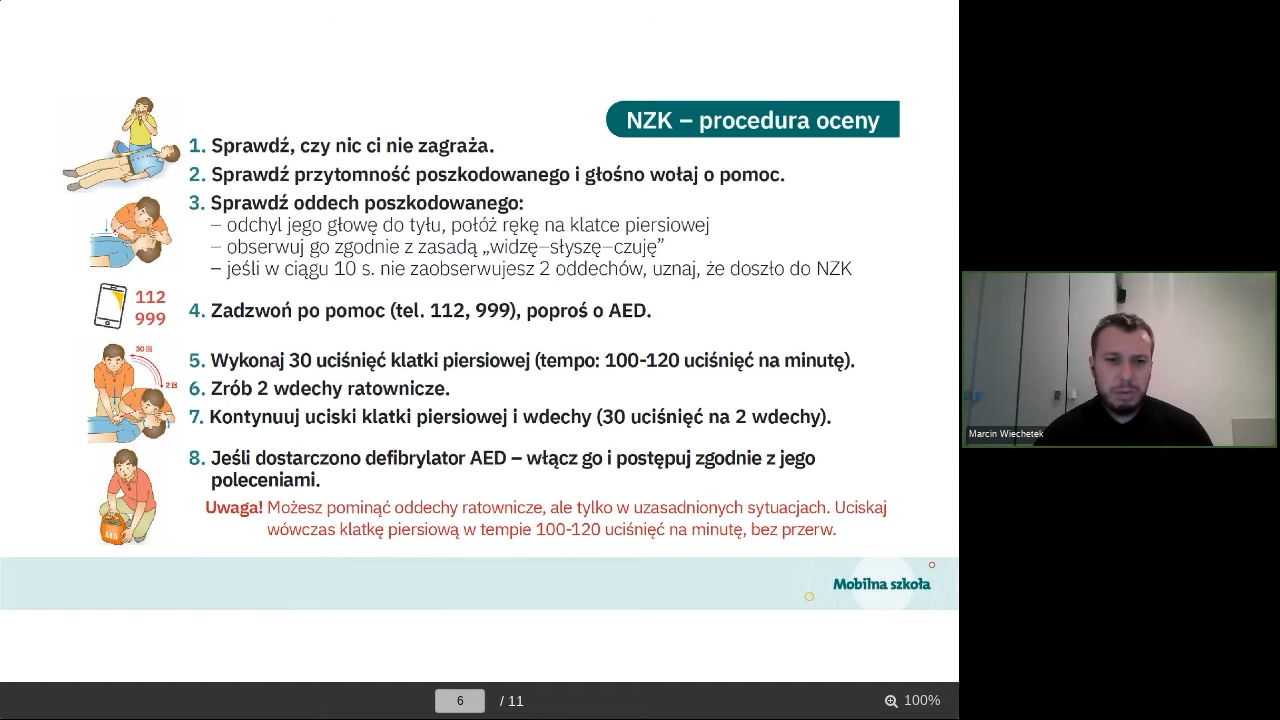 NZK – procedura oceny
1. Sprawdź, czy nic ci nie zagraża.
2. Sprawdź przytomność poszkodowanego i głośno wołaj o pomoc.
3. Sprawdź oddech poszkodowanego:
– odchyl jego głowę do tyłu, połóż rękę na klatce piersiowej
– obserwuj go zgodnie z zasadą „widzę–słyszę–czuję”
– jeśli w ciągu 10 s. nie zaobserwujesz 2 oddechów, uznaj, że doszło do NZK
112
999
4. Zadzwoń po pomoc (tel. 112, 999), poproś o AED.
30
2
5. Wykonaj 30 uciśnięć klatki piersiowej (tempo: 100-120 uciśnięć na minutę).
6. Zrób 2 wdechy ratownicze.
7. Kontynuuj uciski klatki piersiowej i wdechy (30 uciśnięć na 2 wdechy).
8. Jeśli dostarczono defibrylator AED – włącz go i postępuj zgodnie z jego
poleceniami.
AED
Uwaga! Możesz pominąć oddechy ratownicze, ale tylko w uzasadnionych sytuacjach. Uciskaj
wówczas klatkę piersiową w tempie 100-120 uciśnięć na minutę, bez przerw.
Mobilna szkoła
6 / 11
100%
Marcin Wiechetek